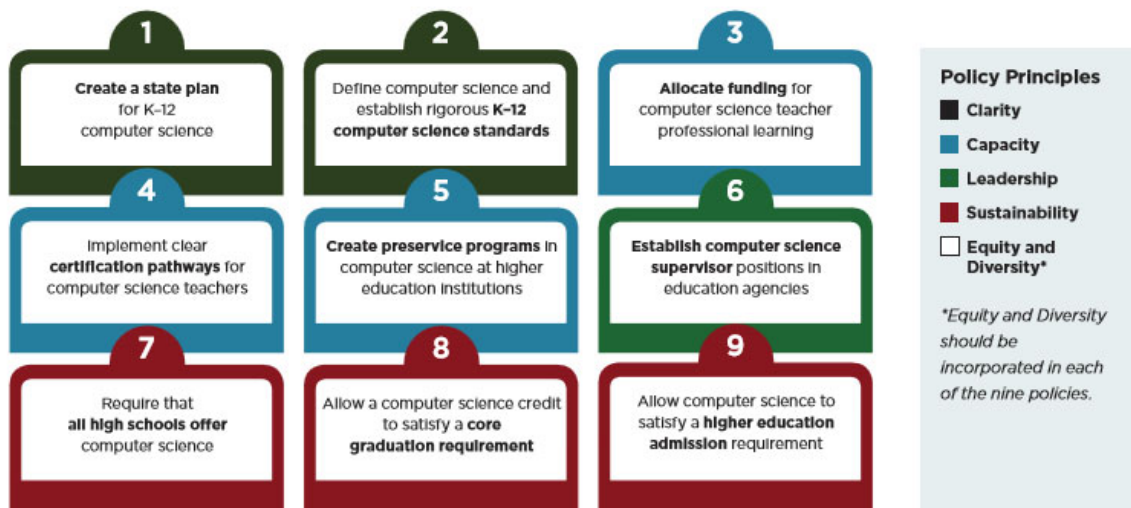 1
Create a state plan
for K–12
computer science
2
Define computer science and
establish rigorous K–12
computer science standards
3
Allocate funding for
computer science teacher
professional learning
4
Implement clear
certification pathways for
computer science teachers
5
Create preservice programs in
computer science at higher
education institutions
6
Establish computer science
supervisor positions in
education agencies
7
Require that
all high schools offer
computer science
8
Allow a computer science credit
to satisfy a core
graduation requirement
9
Allow computer science to
satisfy a higher education
admission requirement
Policy Principles
Clarity
Capacity
Leadership
Sustainability
Equity and
Diversity*
*Equity and Diversity
should be
incorporated in each
of the nine policies.